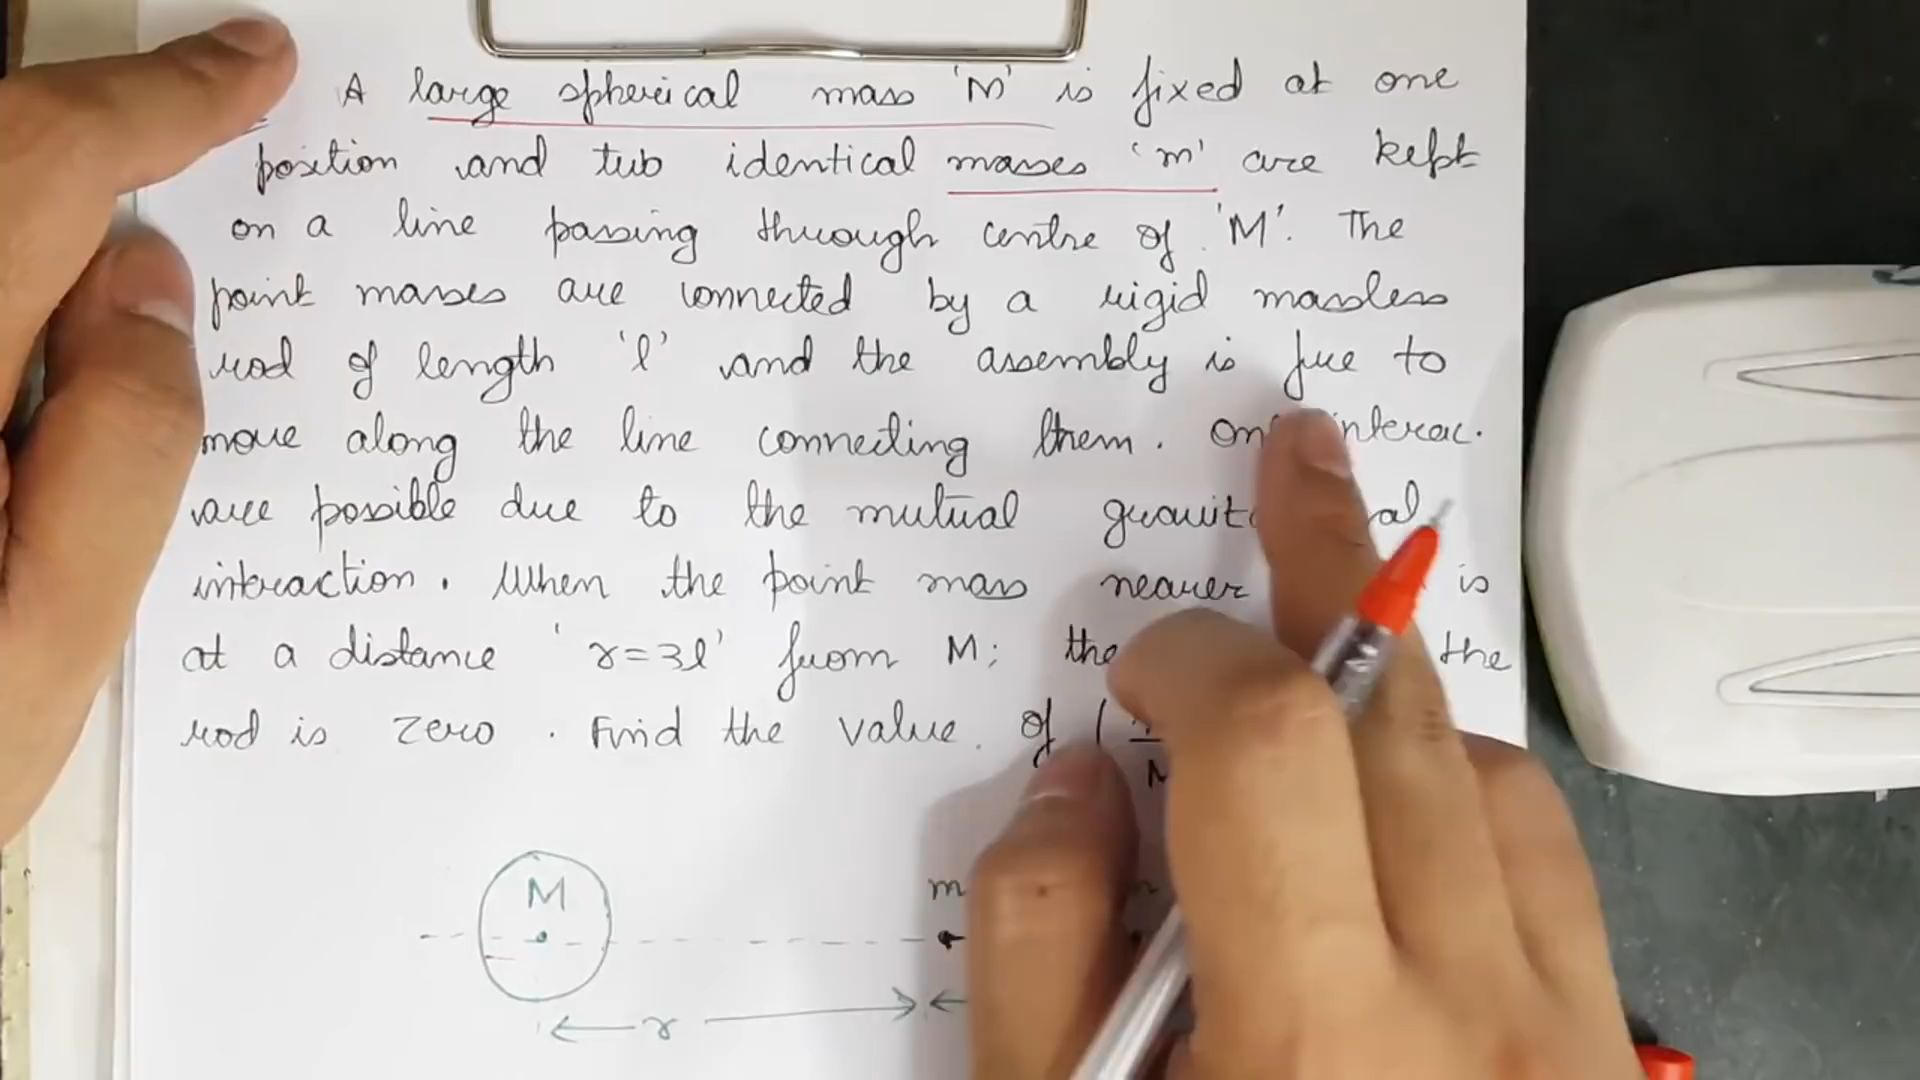 A large spherical mass 'M' is fixed at one
position and two identical masses 'm' are kept
on a line passing through centre of 'M'. The
point masses are connected by a rigid massless
rod of length 'l' and the assembly is free to
move along the line connecting them. interac.
are possible due to the mutual
interaction. When the point mass nearer is
at a distance 'r=3l' from M; the the
rod is zero. Find the value of (
M
M
m
r